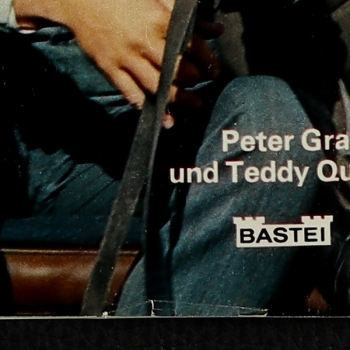 Peter Gra
und Teddy Qu
BASTEI